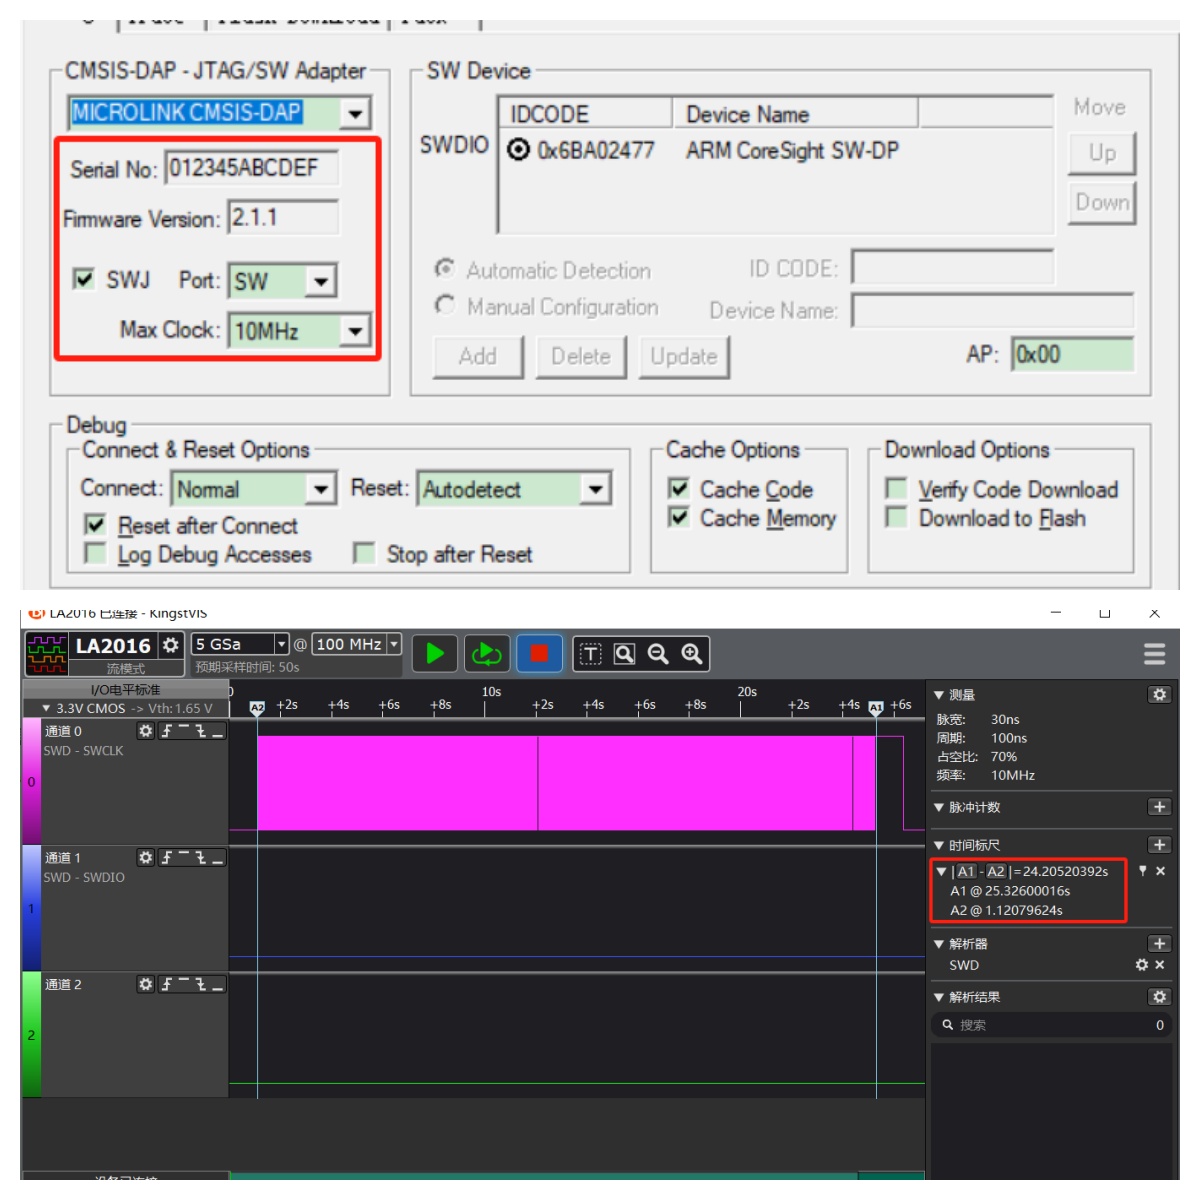 CMSIS-DAP - JTAG/SW Adapter
MICROLINK CMSIS-DAP
Serial No: 012345ABCDEF
Firmware Version: 2.1.1
SWJ Port: SW
Max Clock: 10MHz
SW Device
IDCODE Device Name
SWDIO 0x6BA02477 ARM CoreSight SW-DP
Move
Up
Down
Automatic Detection ID CODE:
Manual Configuration Device Name:
Add Delete Update AP: 0x00
Debug
Connect & Reset Options
Connect: Normal Reset: Autodetect
Reset after Connect
Log Debug Accesses Stop after Reset
Cache Options
Cache Code
Cache Memory
Download Options
Verify Code Download
Download to Flash
LA2016 已连接 - KingstVIS
LA2016 5 GSa @ 100 MHz
流模式 预期采样时间: 50s
I/O电平标准
3.3V CMOS -> Vth: 1.65 V
10s 20s
A2 +2s +4s +6s +8s +2s +4s +6s +8s +2s +4s A1 +6s
0
通道 0
SWD - SWCLK
1
通道 1
SWD - SWDIO
2
通道 2
测量
脉宽: 30ns
周期: 100ns
占空比: 70%
频率: 10MHz
脉冲计数
时间标尺
|A1 - A2|=24.20520392s
A1 @ 25.32600016s
A2 @ 1.12079624s
解析器
SWD
解析结果
搜索 0